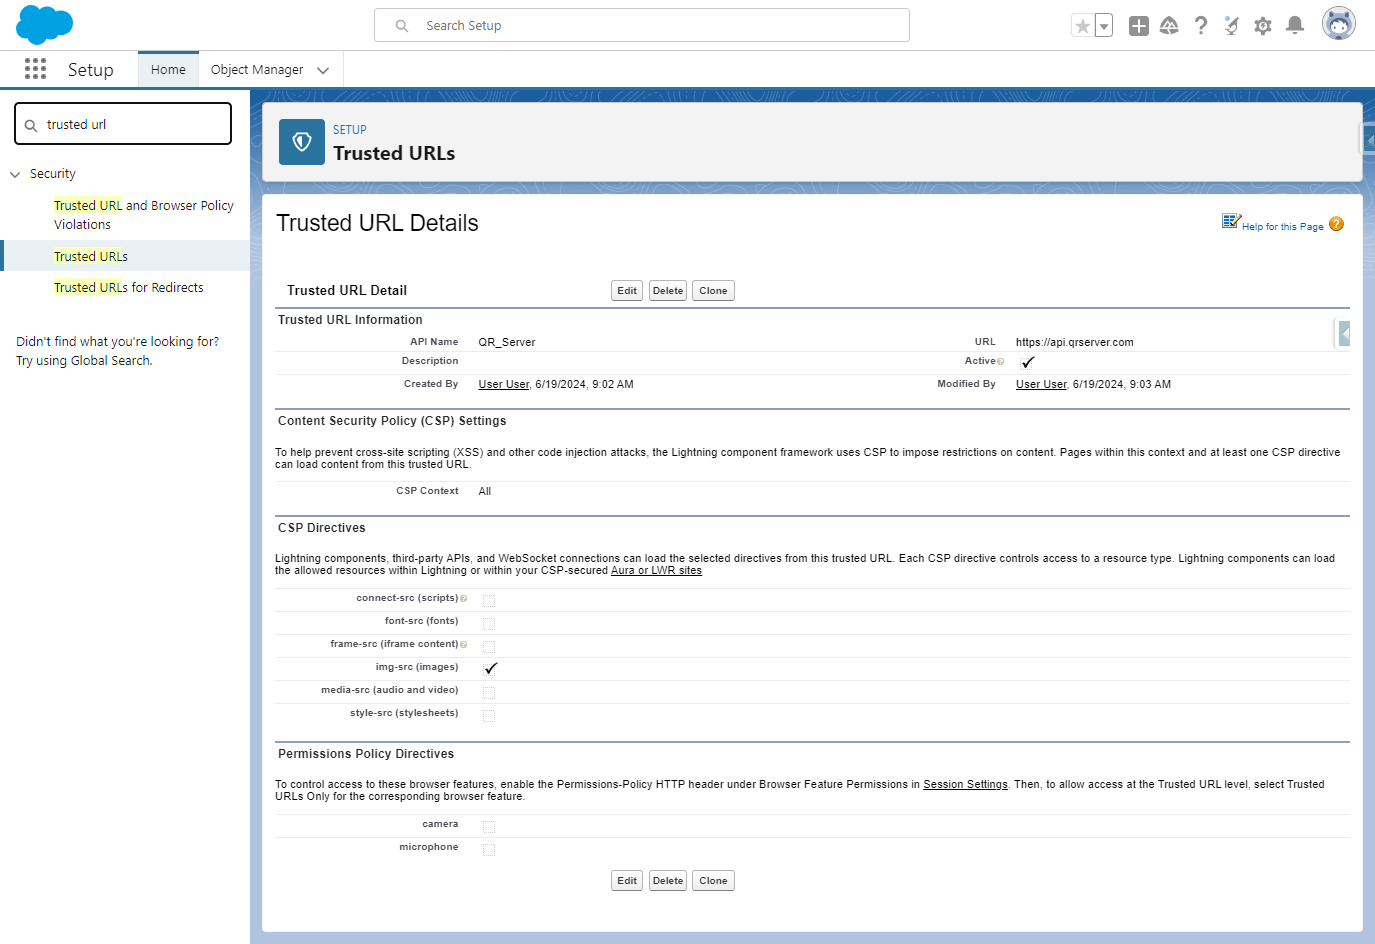 Search Setup
Setup
Home
Object Manager
trusted url
Security
Trusted URL and Browser Policy
Violations
Trusted URLs
Trusted URLs for Redirects
Didn't find what you're looking for?
Try using Global Search.
SETUP
Trusted URLs
Trusted URL Details
Help for this Page
Trusted URL Detail
Edit Delete Clone
Trusted URL Information
API Name QR_Server URL https://api.qrserver.com
Description Active
Created By User User, 6/19/2024, 9:02 AM Modified By User User, 6/19/2024, 9:03 AM
Content Security Policy (CSP) Settings
To help prevent cross-site scripting (XSS) and other code injection attacks, the Lightning component framework uses CSP to impose restrictions on content. Pages within this context and at least one CSP directive
can load content from this trusted URL.
CSP Context All
CSP Directives
Lightning components, third-party APIs, and WebSocket connections can load the selected directives from this trusted URL. Each CSP directive controls access to a resource type. Lightning components can load
the allowed resources within Lightning or within your CSP-secured Aura or LWR sites
connect-src (scripts)
font-src (fonts)
frame-src (iframe content)
img-src (images)
media-src (audio and video)
style-src (stylesheets)
Permissions Policy Directives
To control access to these browser features, enable the Permissions-Policy HTTP header under Browser Feature Permissions in Session Settings. Then, to allow access at the Trusted URL level, select Trusted
URLs Only for the corresponding browser feature.
camera
microphone
Edit Delete Clone